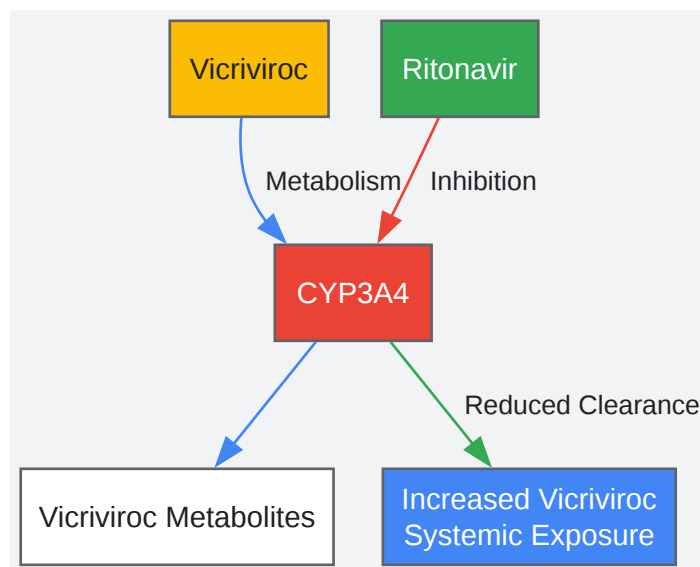 Vicriviroc
Ritonavir
Metabolism
Inhibition
CYP3A4
Reduced Clearance
Vicriviroc Metabolites
Increased Vicriviroc
Systemic Exposure